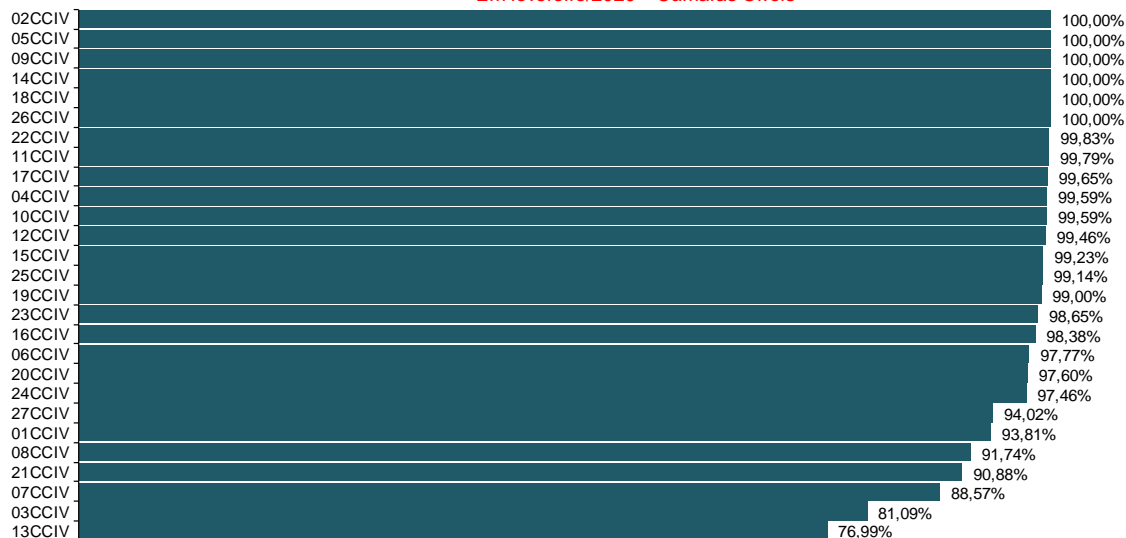 02CCIV 100,00%
05CCIV 100,00%
09CCIV 100,00%
14CCIV 100,00%
18CCIV 100,00%
26CCIV 100,00%
22CCIV 99,83%
11CCIV 99,79%
17CCIV 99,65%
04CCIV 99,59%
10CCIV 99,59%
12CCIV 99,46%
15CCIV 99,23%
25CCIV 99,14%
19CCIV 99,00%
23CCIV 98,65%
16CCIV 98,38%
06CCIV 97,77%
20CCIV 97,60%
24CCIV 97,46%
27CCIV 94,02%
01CCIV 93,81%
08CCIV 91,74%
21CCIV 90,88%
07CCIV 88,57%
03CCIV 81,09%
13CCIV 76,99%